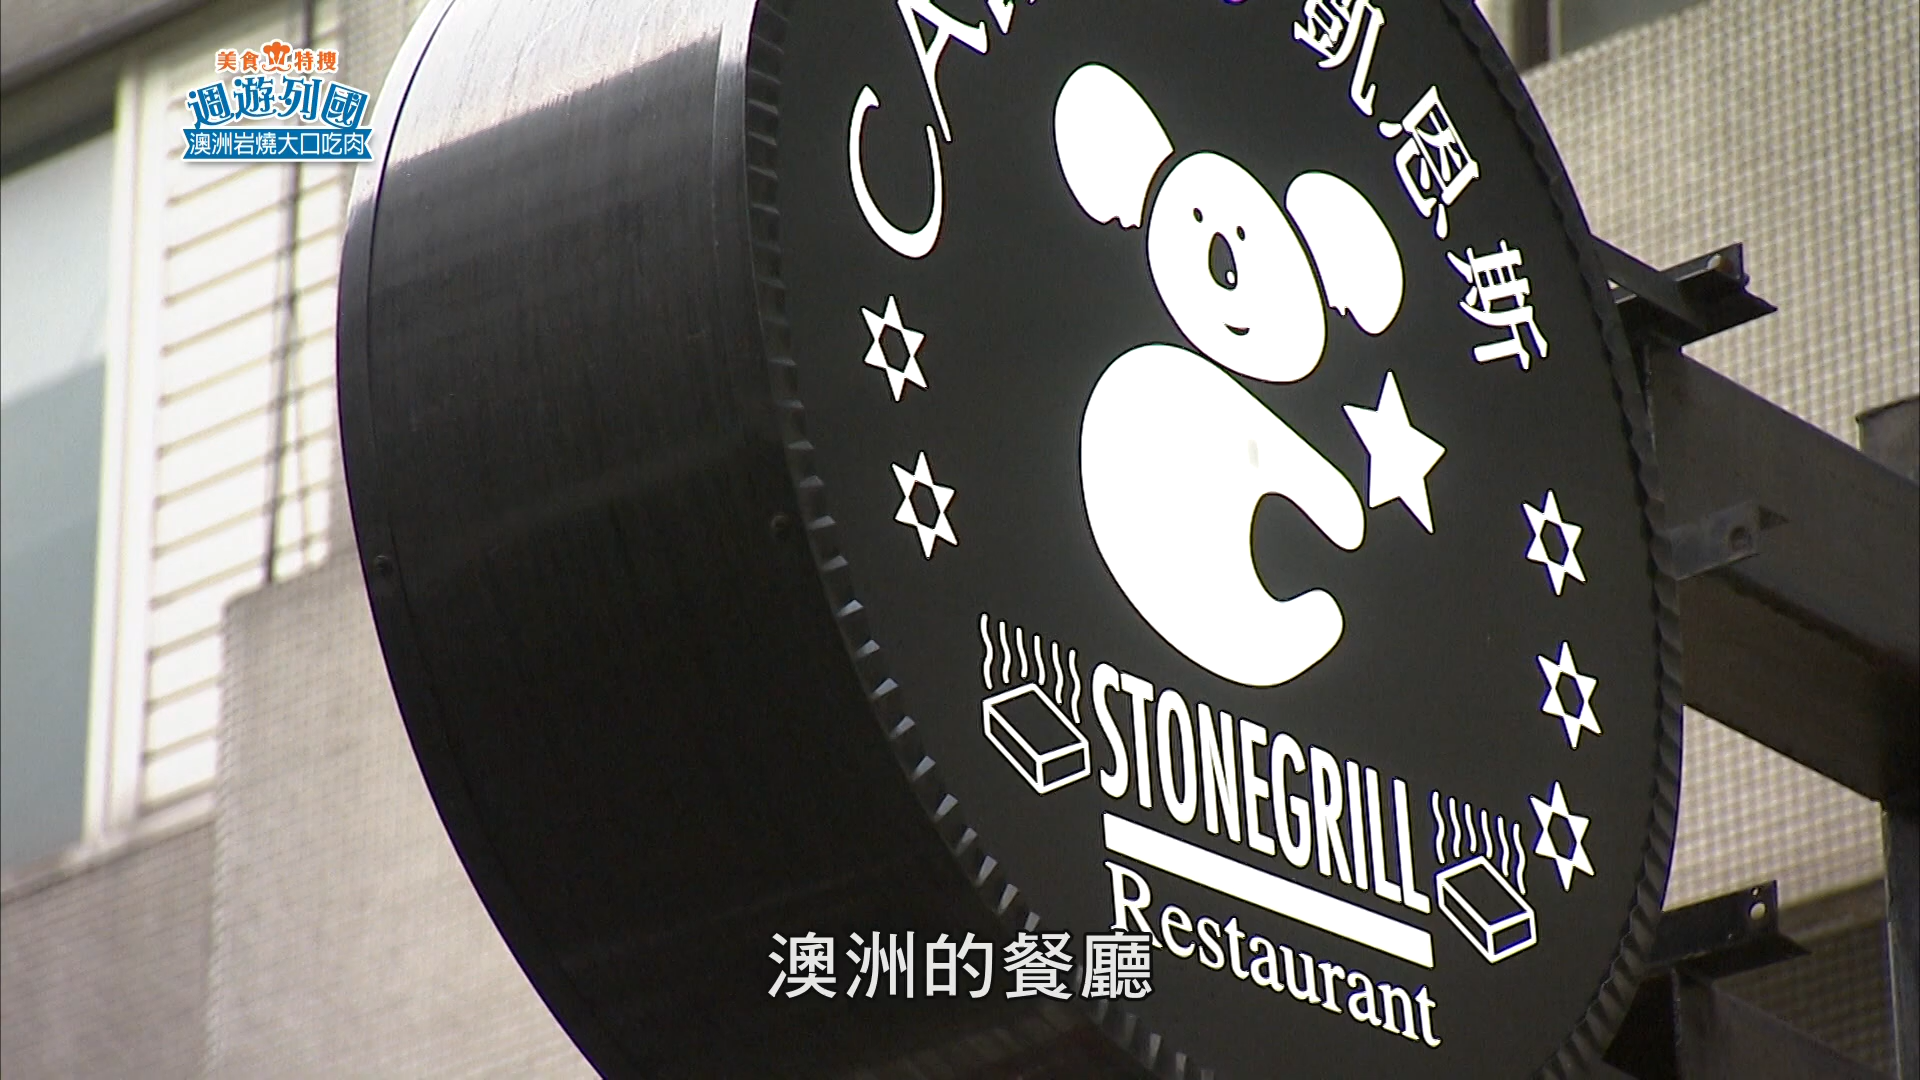 美食特搜
週遊列國
澳洲岩燒大口吃肉
凱恩斯
STONEGRILL
Restaurant
澳洲的餐廳